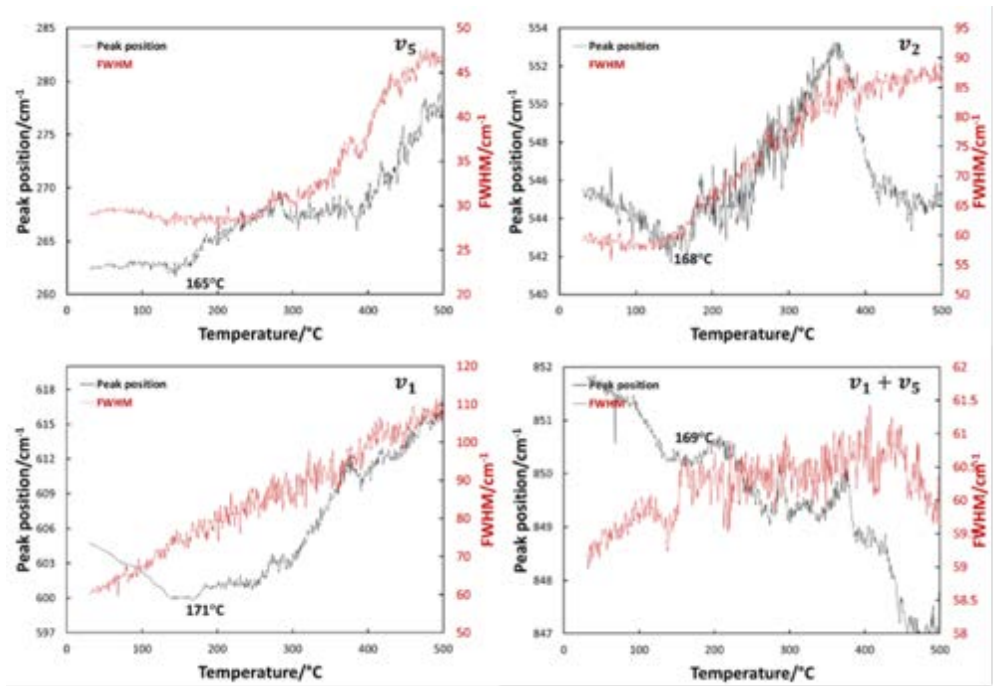 285
50
554
95
Peak position
FWHM
v5
Peak position
FWHM
v2
280
45
552
90
85
275
40
550
80
35
75
270
548
70
30
546
65
265
25
544
60
165°C
168°C
542
55
260
20
540
50
0 100 200 300 400 500
0 100 200 300 400 500
Peak position/cm-1
FWHM/cm-1
Peak position/cm-1
FWHM/cm-1
Temperature/°C
Temperature/°C
120
852
62
Peak position
FWHM
v1
Peak position
FWHM
v1 + v5
618
110
61.5
615
100
851
61
612
169°C
90
60.5
609
850
80
60
606
849
59.5
70
603
59
848
600
60
58.5
171°C
597
50
847
58
0 100 200 300 400 500
0 100 200 300 400 500
Peak position/cm-1
FWHM/cm-1
Peak position/cm-1
FWHM/cm-1
Temperature/°C
Temperature/°C